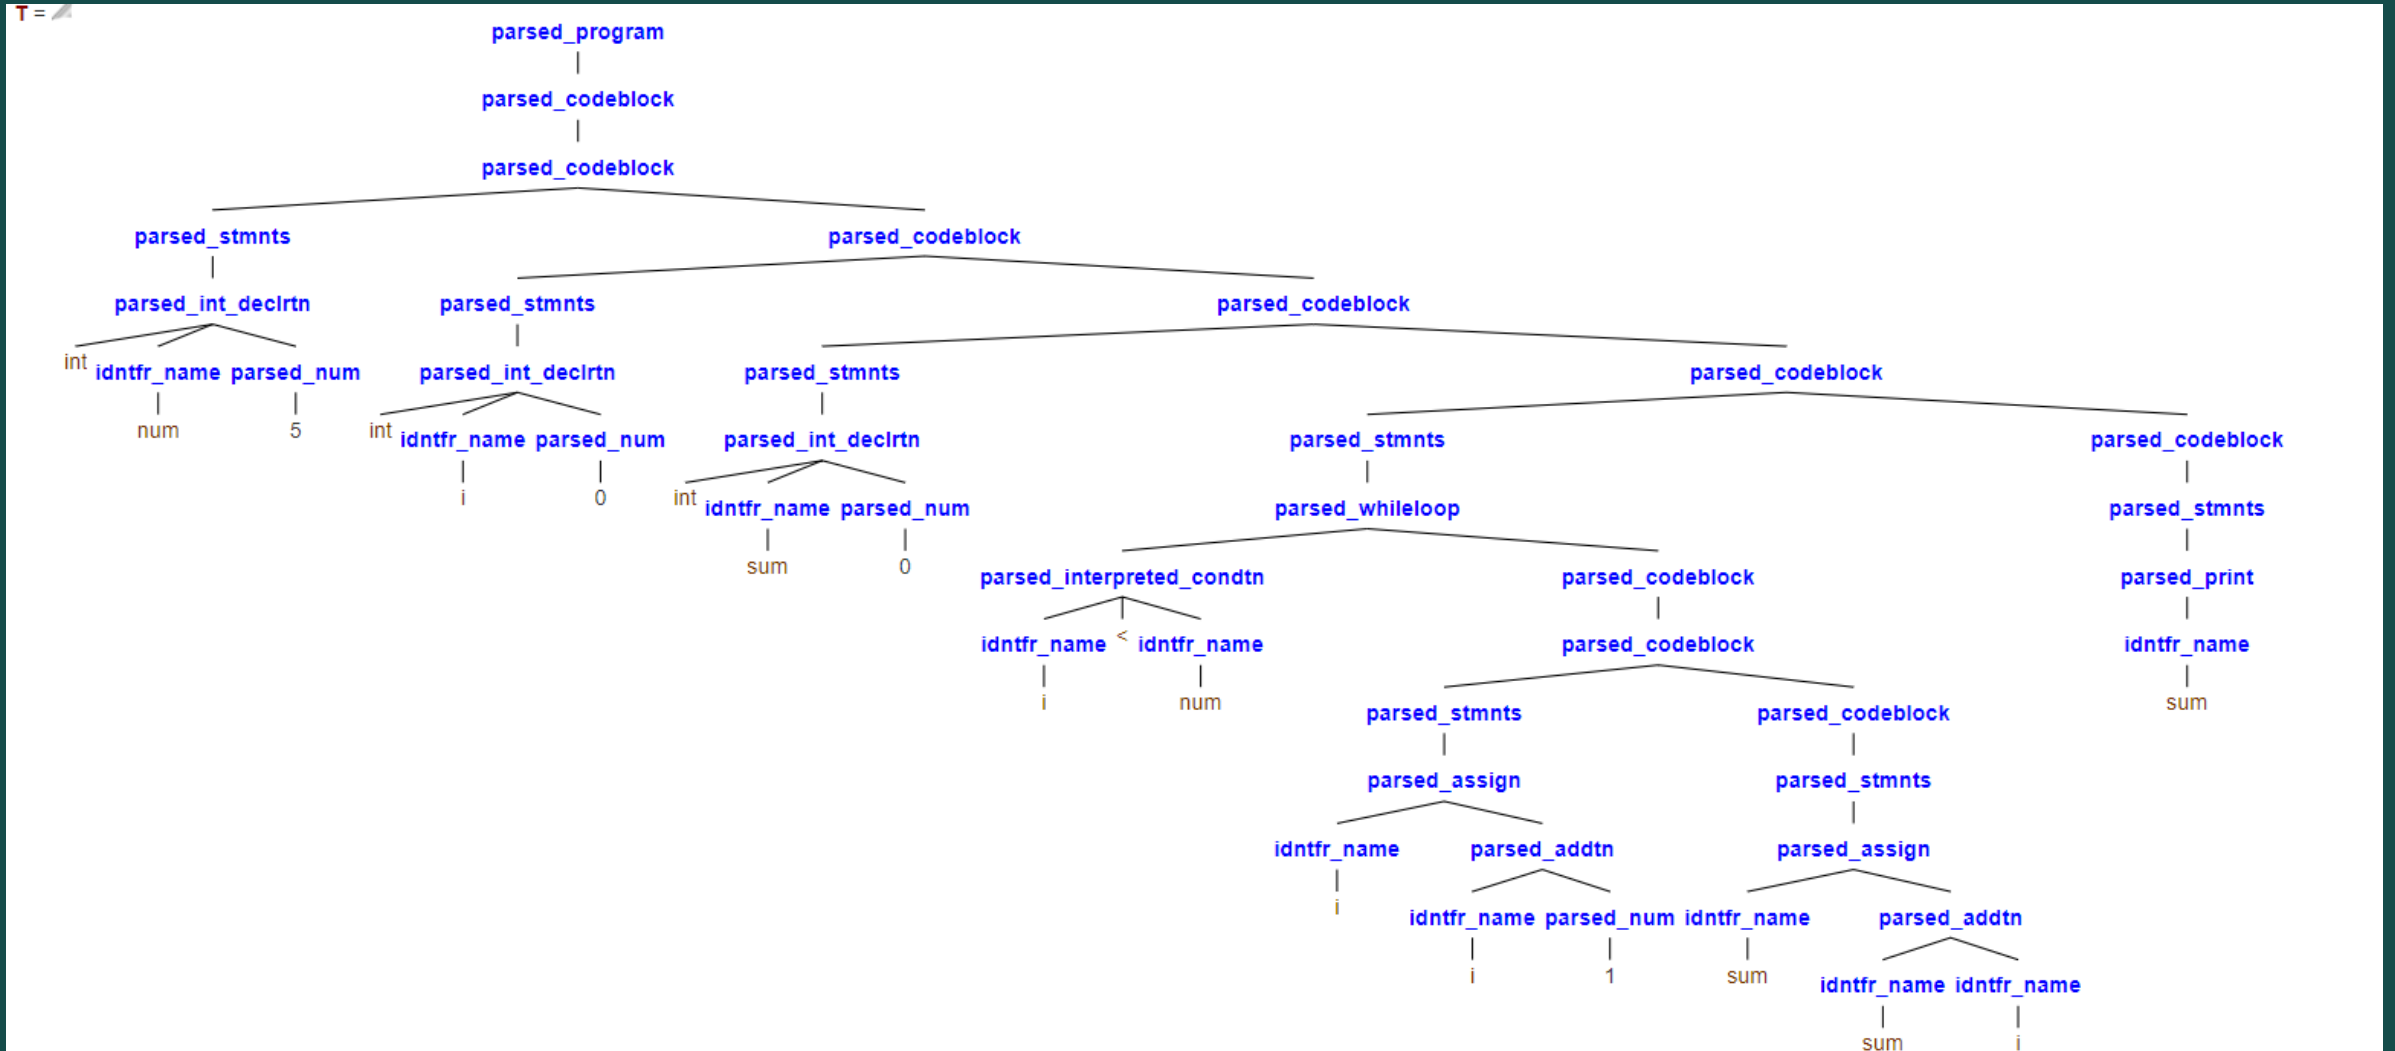 T =
parsed_program
parsed_codeblock
parsed_codeblock
parsed_stmnts parsed_codeblock
parsed_int_declrtn parsed_stmnts parsed_codeblock
int idntfr_name parsed_num parsed_int_declrtn parsed_stmnts parsed_codeblock
num 5 int idntfr_name parsed_num parsed_int_declrtn parsed_stmnts parsed_codeblock
i 0 int idntfr_name parsed_num parsed_whileloop parsed_stmnts
sum 0 parsed_interpreted_condtn parsed_codeblock parsed_print
idntfr_name < idntfr_name parsed_codeblock idntfr_name
i num sum
parsed_stmnts parsed_codeblock
parsed_assign parsed_stmnts
idntfr_name parsed_addtn parsed_assign
i idntfr_name parsed_num idntfr_name parsed_addtn
i 1 sum idntfr_name idntfr_name
sum i